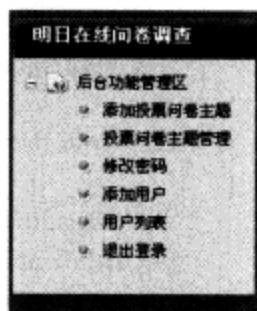 明日在线问卷调查
后台功能管理区
添加投票问卷主题
投票问卷主题管理
修改密码
添加用户
用户列表
退出登录